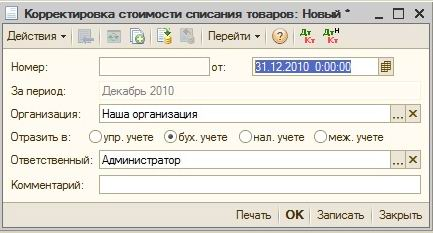 Корректировка стоимости списания товаров: Новый *
Действия Перейти ? Дт Кт Дт Н Кт
Номер: от: 31.12.2010 0:00:00
За период: Декабрь 2010
Организация: Наша организация ... ×
Отразить в: упр. учете бух. учете нал. учете меж. учете
Ответственный: Администратор ... ×
Комментарий:
Печать OK Записать Закрыть